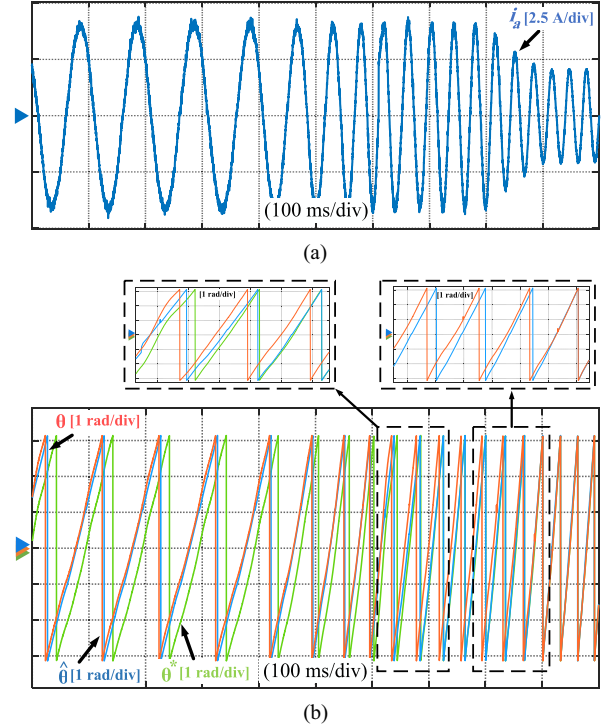 i_a [2.5 A/div]
(100 ms/div)
(a)
[1 rad/div]
[1 rad/div]
θ [1 rad/div]
θ̂ [1 rad/div]
θ* [1 rad/div]
(100 ms/div)
(b)